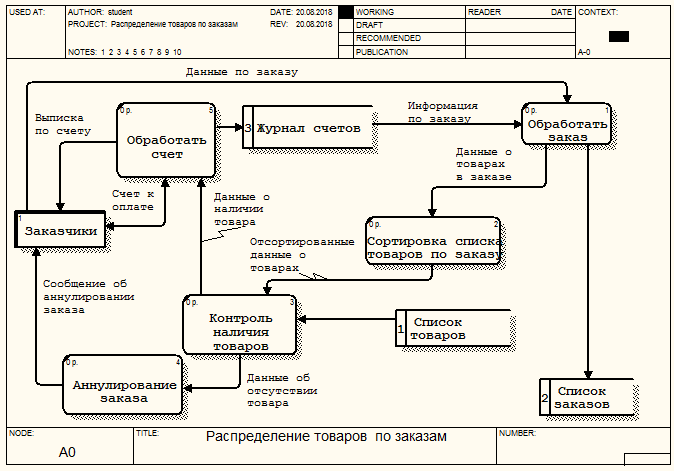 USED AT:
AUTHOR: student
DATE: 20.08.2018
PROJECT: Распределение товаров по заказам
REV: 20.08.2018
NOTES: 1 2 3 4 5 6 7 8 9 10
WORKING
DRAFT
RECOMMENDED
PUBLICATION
READER
DATE
CONTEXT:
A-0
Данные по заказу
Выписка
по счету
0 р.
5
Обработать
счет
3
Журнал счетов
Информация
по заказу
0 р.
1
Обработать
заказ
Данные о
товарах
в заказе
Счет к
оплате
Данные о
наличии
товара
1
Заказчики
0 р.
2
Сортировка списка
товаров по заказу
Отсортированные
данные о
товарах
Сообщение об
аннулировании
заказа
0 р.
3
Контроль
наличия
товаров
1
Список
товаров
0 р.
4
Аннулирование
заказа
Данные об
отсутствии
товара
2
Список
заказов
NODE:
A0
TITLE:
Распределение товаров по заказам
NUMBER: